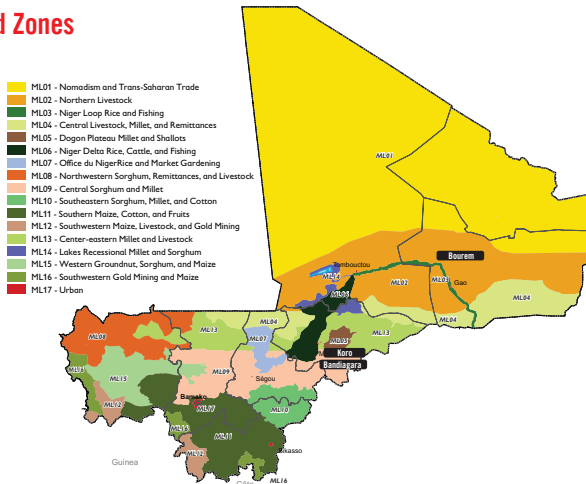 d Zones
ML01 - Nomadism and Trans-Saharan Trade
ML02 - Northern Livestock
ML03 - Niger Loop Rice and Fishing
ML04 - Central Livestock, Millet, and Remittances
ML05 - Dogon Plateau Millet and Shallots
ML06 - Niger Delta Rice, Cattle, and Fishing
ML07 - Office du NigerRice and Market Gardening
ML08 - Northwestern Sorghum, Remittances, and Livestock
ML09 - Central Sorghum and Millet
ML10 - Southeastern Sorghum, Millet, and Cotton
ML11 - Southern Maize, Cotton, and Fruits
ML12 - Southwestern Maize, Livestock, and Gold Mining
ML13 - Center-eastern Millet and Livestock
ML14 - Lakes Recessional Millet and Sorghum
ML15 - Western Groundnut, Sorghum, and Maize
ML16 - Southwestern Gold Mining and Maize
ML17 - Urban
ML01
Bourem
Tombouctou
ML14
ML02
ML03
Gao
ML04
ML04
ML04
ML13
ML13
ML08
ML07
Koro
Bandiagara
ML16
ML15
ML09
Ségou
ML12
Bamako
ML17
ML10
ML16
ML11
Sikasso
ML12
ML16
Guinea